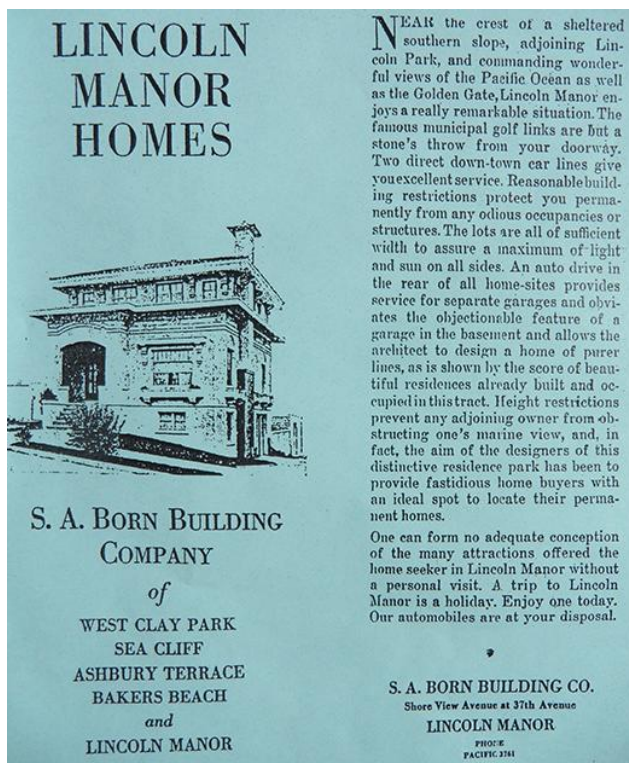 LINCOLN
MANOR
HOMES
S. A. BORN BUILDING
COMPANY
of
WEST CLAY PARK
SEA CLIFF
ASHBURY TERRACE
BAKERS BEACH
and
LINCOLN MANOR
NEAR the crest of a sheltered
southern slope, adjoining Lin-
coln Park, and commanding wonder-
ful views of the Pacific Ocean as well
as the Golden Gate, Lincoln Manor en-
joys a really remarkable situation. The
famous municipal golf links are but a
stone's throw from your doorway.
Two direct down-town car lines give
you excellent service. Reasonable build-
ing restrictions protect you perma-
nently from any odious occupancies or
structures. The lots are all of sufficient
width to assure a maximum of light
and sun on all sides. An auto drive in
the rear of all home-sites provides
service for separate garages and obvi-
ates the objectionable feature of a
garage in the basement and allows the
architect to design a home of purer
lines, as is shown by the score of beau-
tiful residences already built and oc-
cupied in this tract. Height restrictions
prevent any adjoining owner from ob-
structing one's marine view, and, in
fact, the aim of the designers of this
distinctive residence park has been to
provide fastidious home buyers with
an ideal spot to locate their perma-
nent homes.
One can form no adequate conception
of the many attractions offered the
home seeker in Lincoln Manor without
a personal visit. A trip to Lincoln
Manor is a holiday. Enjoy one today.
Our automobiles are at your disposal.
S. A. BORN BUILDING CO.
Shore View Avenue at 37th Avenue
LINCOLN MANOR
PHONE
PACIFIC 3761